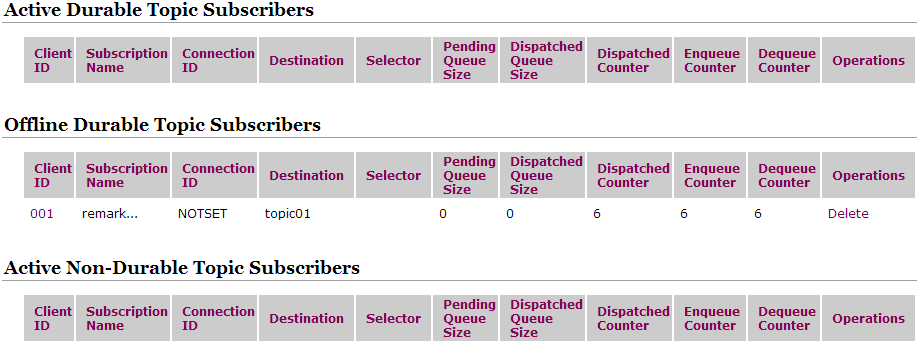 Active Durable Topic Subscribers
Client ID Subscription Name Connection ID Destination Selector Pending Queue Size Dispatched Queue Size Dispatched Counter Enqueue Counter Dequeue Counter Operations
Offline Durable Topic Subscribers
Client ID Subscription Name Connection ID Destination Selector Pending Queue Size Dispatched Queue Size Dispatched Counter Enqueue Counter Dequeue Counter Operations
001 remark... NOTSET topic01 0 0 6 6 6 Delete
Active Non-Durable Topic Subscribers
Client ID Subscription Name Connection ID Destination Selector Pending Queue Size Dispatched Queue Size Dispatched Counter Enqueue Counter Dequeue Counter Operations